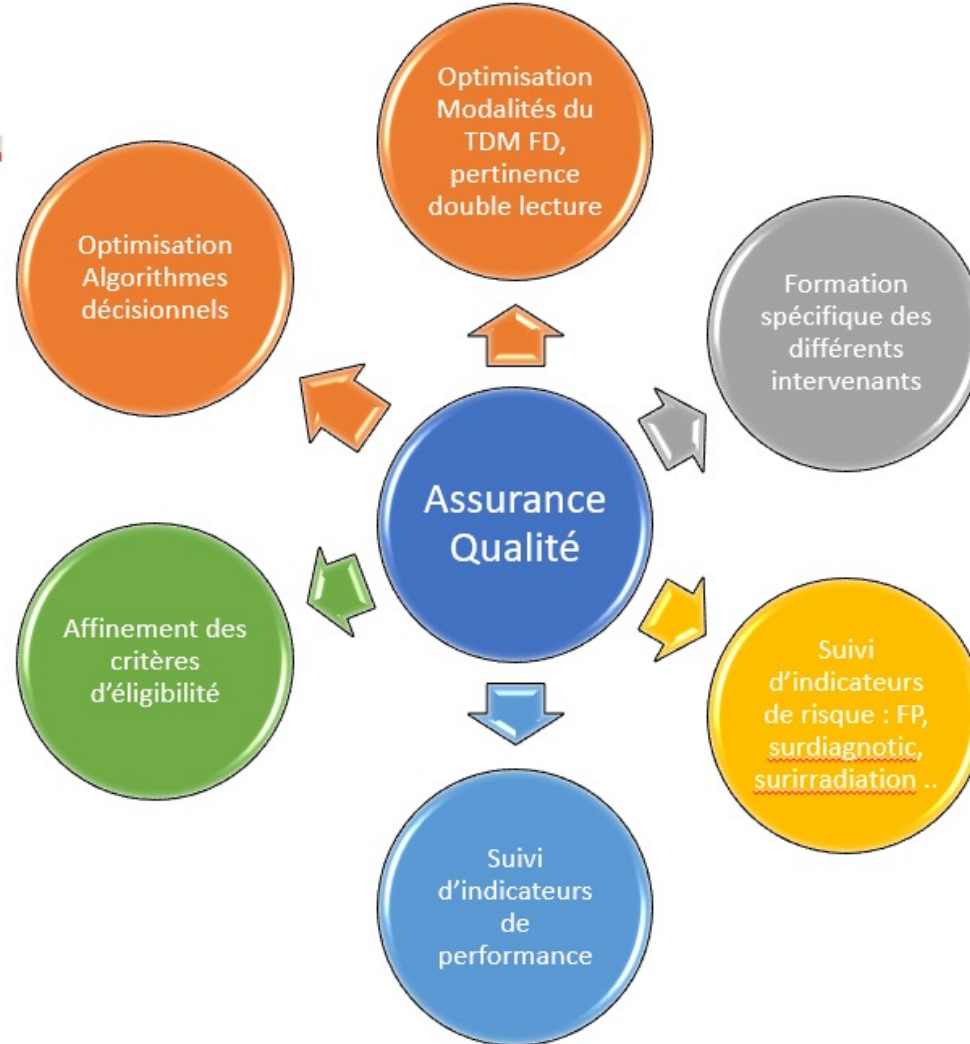 Optimisation
Modalités du
TDM FD,
pertinence
double lecture
Optimisation
Algorithmes
décisionnels
Formation
spécifique des
différents
intervenants
Assurance
Qualité
Affinement des
critères
d’éligibilité
Suivi
d’indicateurs
de risque : FP,
surdiagnotic,
surirradiation ..
Suivi
d’indicateurs
de
performance